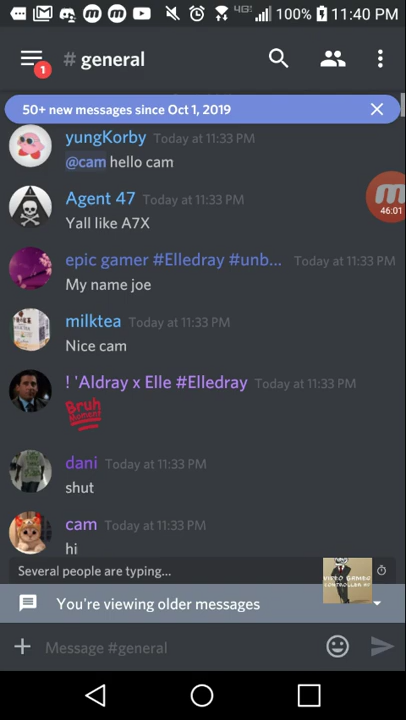 4G 100% 11:40 PM
1
# general
50+ new messages since Oct 1, 2019
yungKorby Today at 11:33 PM
@cam hello cam
46:01
Agent 47 Today at 11:33 PM
Yall like A7X
epic gamer #Elledray #unb... Today at 11:33 PM
My name joe
milktea Today at 11:33 PM
Nice cam
! 'Aldray x Elle #Elledray Today at 11:33 PM
Bruh
Moment
dani Today at 11:33 PM
shut
cam Today at 11:33 PM
hi
Several people are typing...
VIDEO GAMES
You're viewing older messages
Message #general